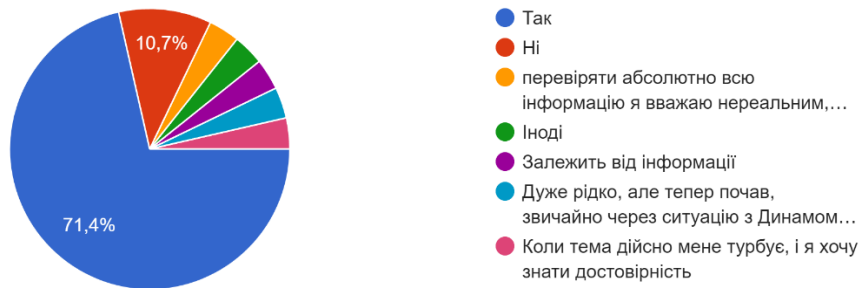 10,7%
71,4%
Так
Ні
перевіряти абсолютно всю
інформацію я вважаю нереальним,…
Іноді
Залежить від інформації
Дуже рідко, але тепер почав,
звичайно через ситуацію з Динамом…
Коли тема дійсно мене турбує, і я хочу
знати достовірність